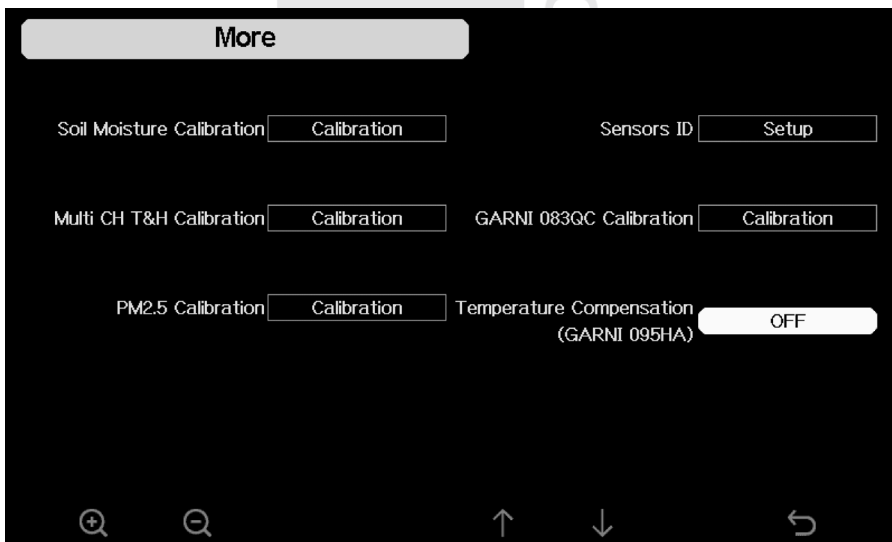 More
Soil Moisture Calibration Calibration
Sensors ID Setup
Multi CH T&H Calibration Calibration
GARNI 083QC Calibration Calibration
PM2.5 Calibration Calibration
Temperature Compensation
(GARNI 095HA) OFF